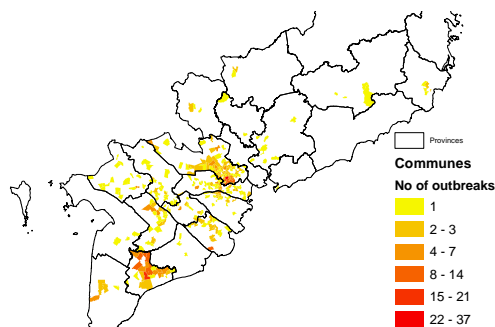 Provinces
Communes
No of outbreaks
1
2 - 3
4 - 7
8 - 14
15 - 21
22 - 37